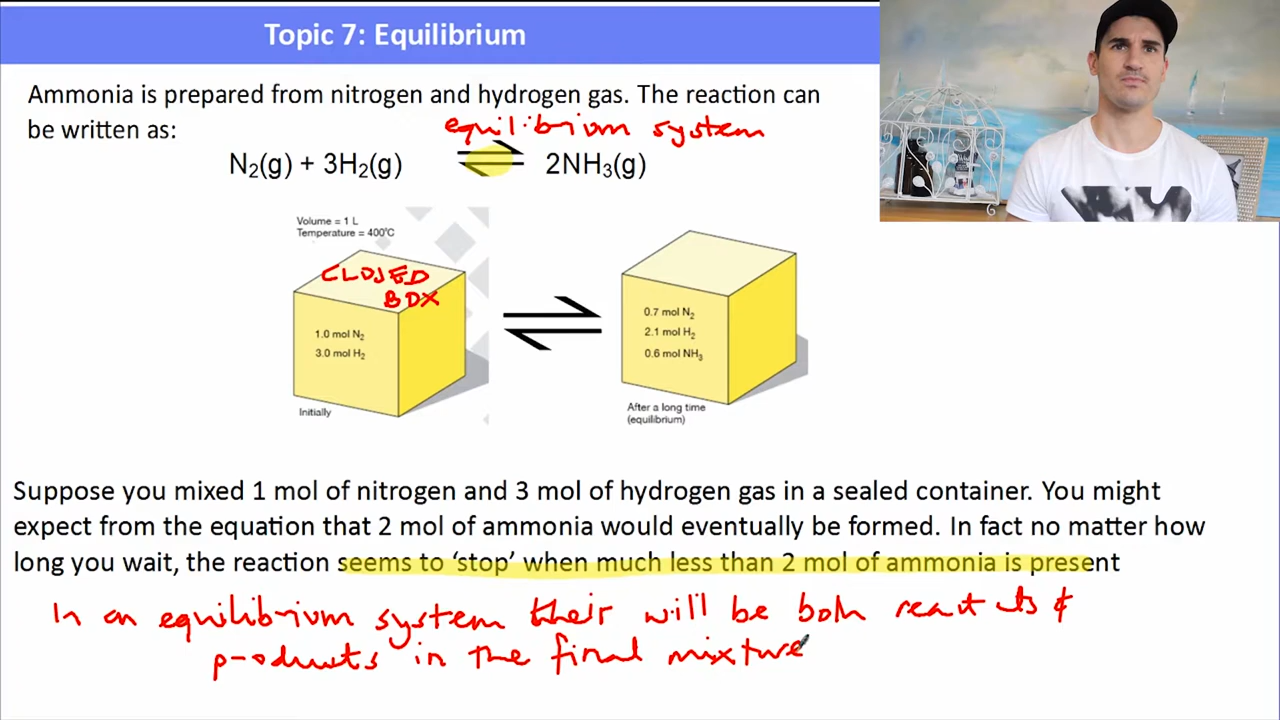 Topic 7: Equilibrium
Ammonia is prepared from nitrogen and hydrogen gas. The reaction can
be written as:
equilibrium system
N₂(g) + 3H₂(g) ⇌ 2NH₃(g)
Volume = 1 L
Temperature = 400°C
CLOSED
BOX
1.0 mol N₂
3.0 mol H₂
Initially
0.7 mol N₂
2.1 mol H₂
0.6 mol NH₃
After a long time
(equilibrium)
Suppose you mixed 1 mol of nitrogen and 3 mol of hydrogen gas in a sealed container. You might
expect from the equation that 2 mol of ammonia would eventually be formed. In fact no matter how
long you wait, the reaction seems to ‘stop’ when much less than 2 mol of ammonia is present
In an equilibrium system their will be both reactants &
products in the final mixture